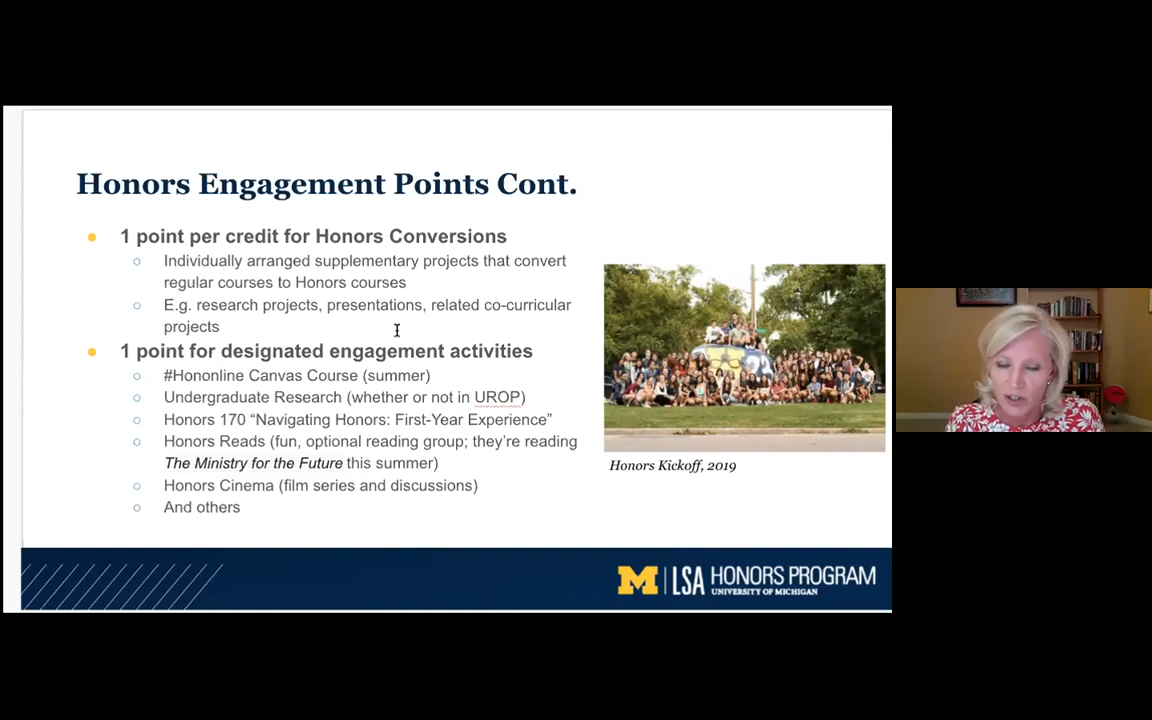 Honors Engagement Points Cont.
1 point per credit for Honors Conversions
Individually arranged supplementary projects that convert
regular courses to Honors courses
E.g. research projects, presentations, related co-curricular
projects
1 point for designated engagement activities
#Hononline Canvas Course (summer)
Undergraduate Research (whether or not in UROP)
Honors 170 “Navigating Honors: First-Year Experience”
Honors Reads (fun, optional reading group; they’re reading
The Ministry for the Future this summer)
Honors Cinema (film series and discussions)
And others
Honors Kickoff, 2019
M LSA HONORS PROGRAM
UNIVERSITY OF MICHIGAN